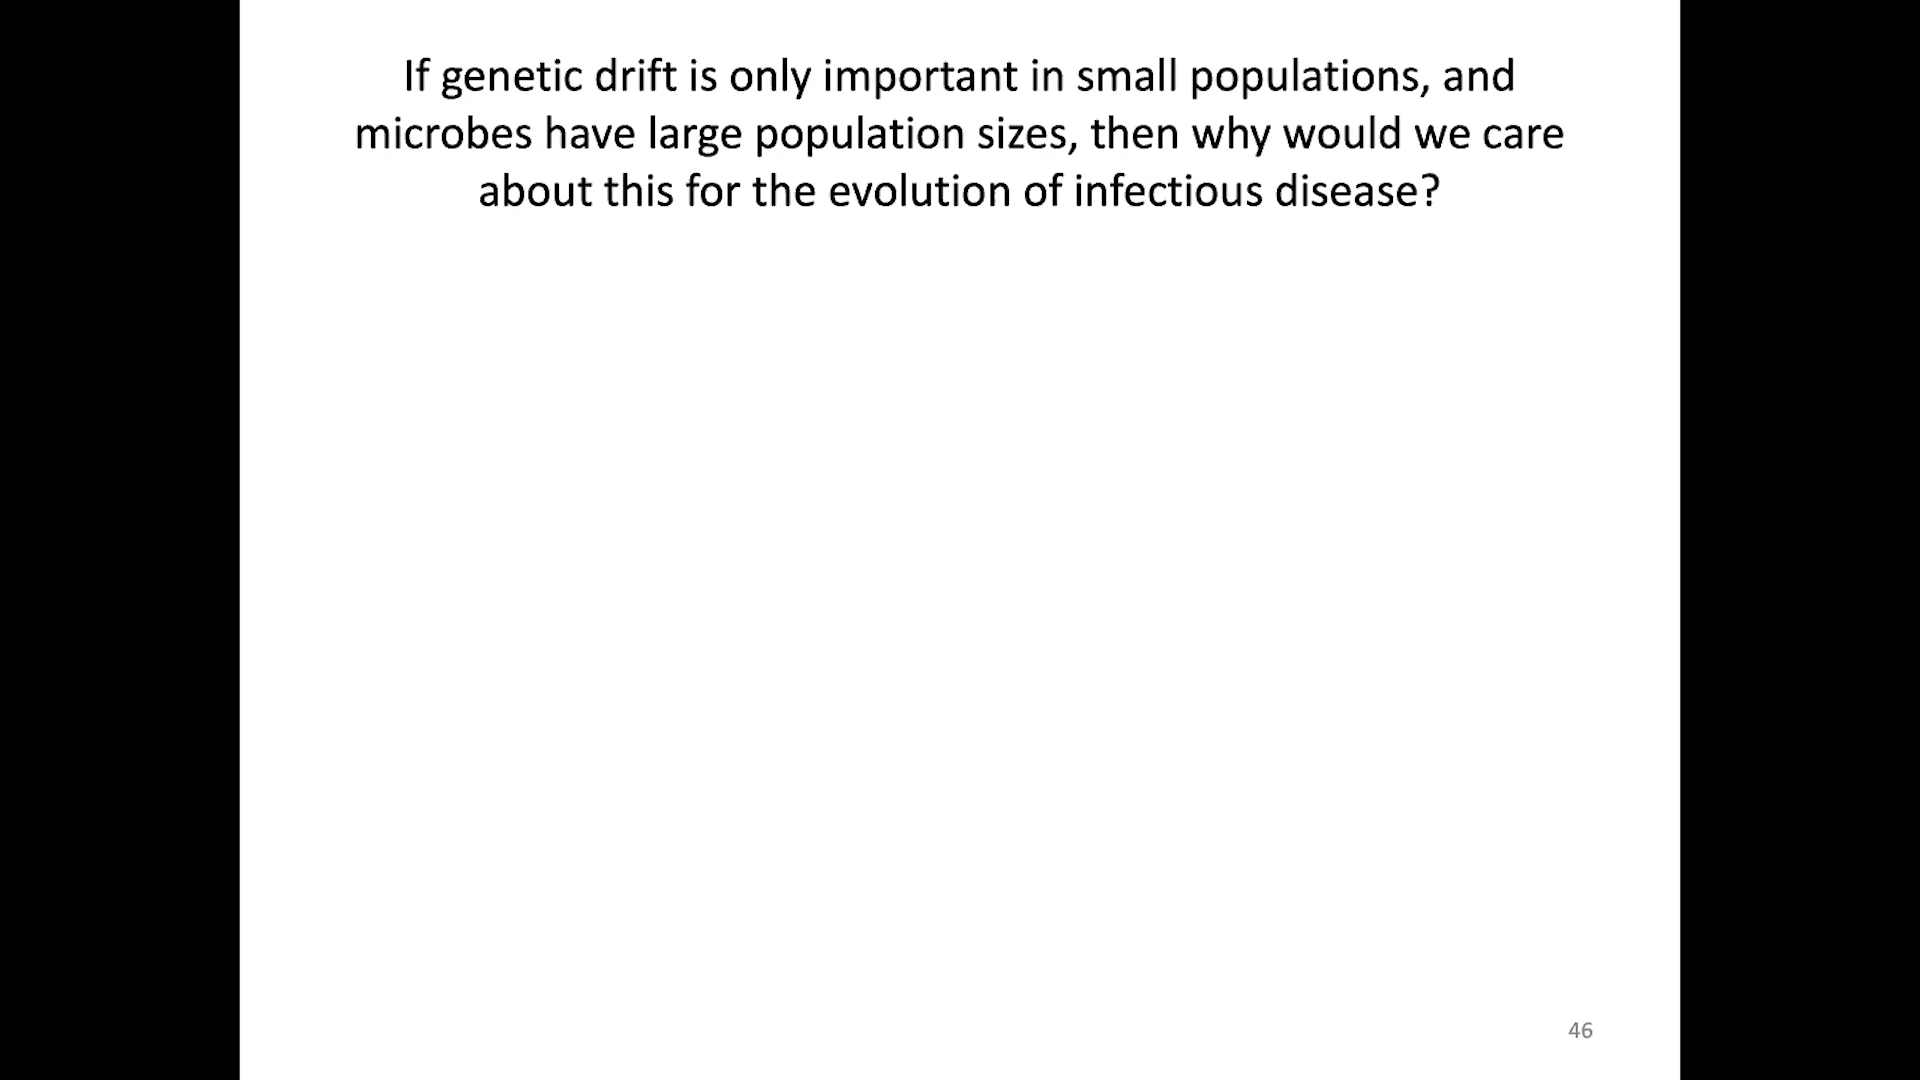 If genetic drift is only important in small populations, and
microbes have large population sizes, then why would we care
about this for the evolution of infectious disease?
46